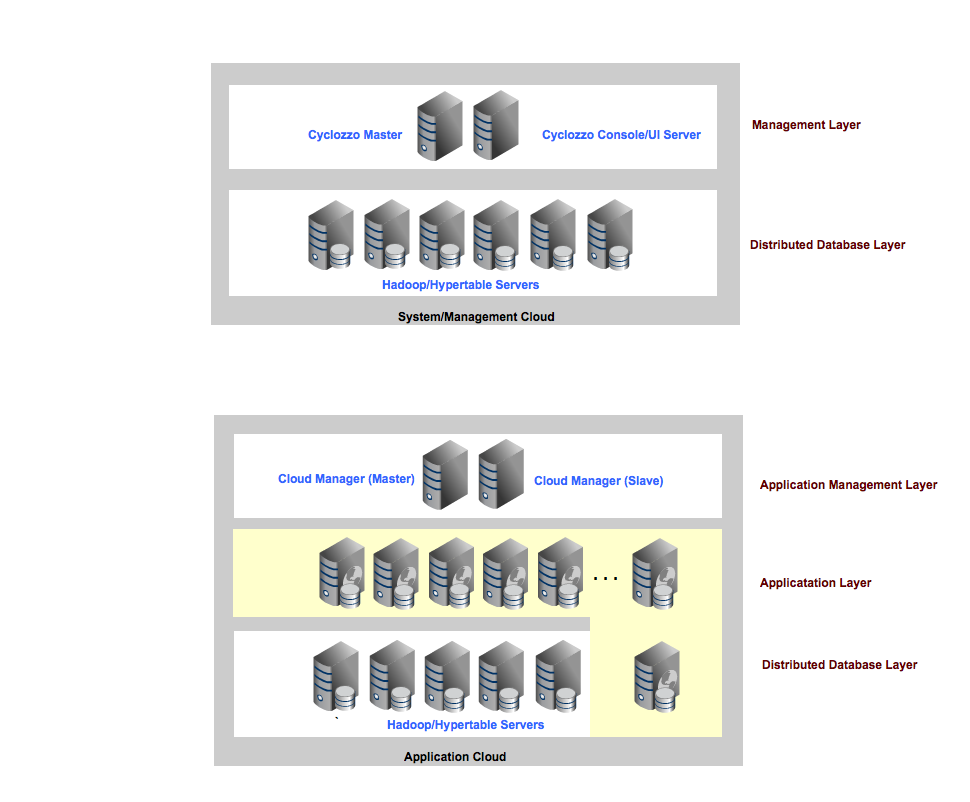 Cyclozzo Master
Cyclozzo Console/UI Server
Management Layer
Distributed Database Layer
Hadoop/Hypertable Servers
System/Management Cloud
Cloud Manager (Master)
Cloud Manager (Slave)
Application Management Layer
. . .
Applicatation Layer
Distributed Database Layer
`
Hadoop/Hypertable Servers
Application Cloud